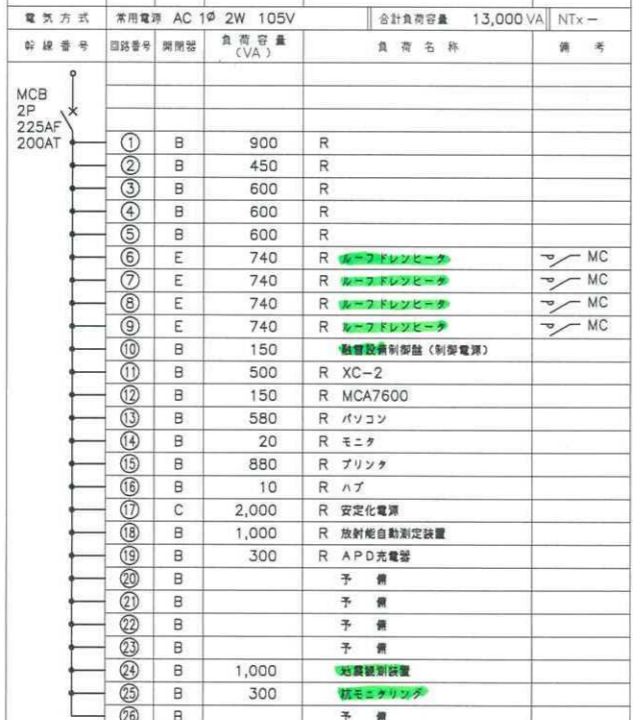 電気方式 常用電源 AC 1Φ 2W 105V 合計負荷容量 13,000 VA NTx ー
幹線番号 回路番号 開閉器 負荷容量 (VA) 負荷名称 備考
MCB
2P
225AF
200AT
① B 900 R
② B 450 R
③ B 600 R
④ B 600 R
⑤ B 600 R
⑥ E 740 R ルーフドレンヒータ MC
⑦ E 740 R ルーフドレンヒータ MC
⑧ E 740 R ルーフドレンヒータ MC
⑨ E 740 R ルーフドレンヒータ MC
⑩ B 150 融雪設備制御盤（制御電源）
⑪ B 500 R XC-2
⑫ B 150 R MCA7600
⑬ B 580 R パソコン
⑭ B 20 R モニタ
⑮ B 880 R プリンタ
⑯ B 10 R ハブ
⑰ C 2,000 R 安定化電源
⑱ B 1,000 R 放射能自動測定装置
⑲ B 300 R APD充電器
⑳ B 予備
㉑ B 予備
㉒ B 予備
㉓ B 予備
㉔ B 1,000 地震観測装置
㉕ B 300 杭モニタリング
㉖ B 予備